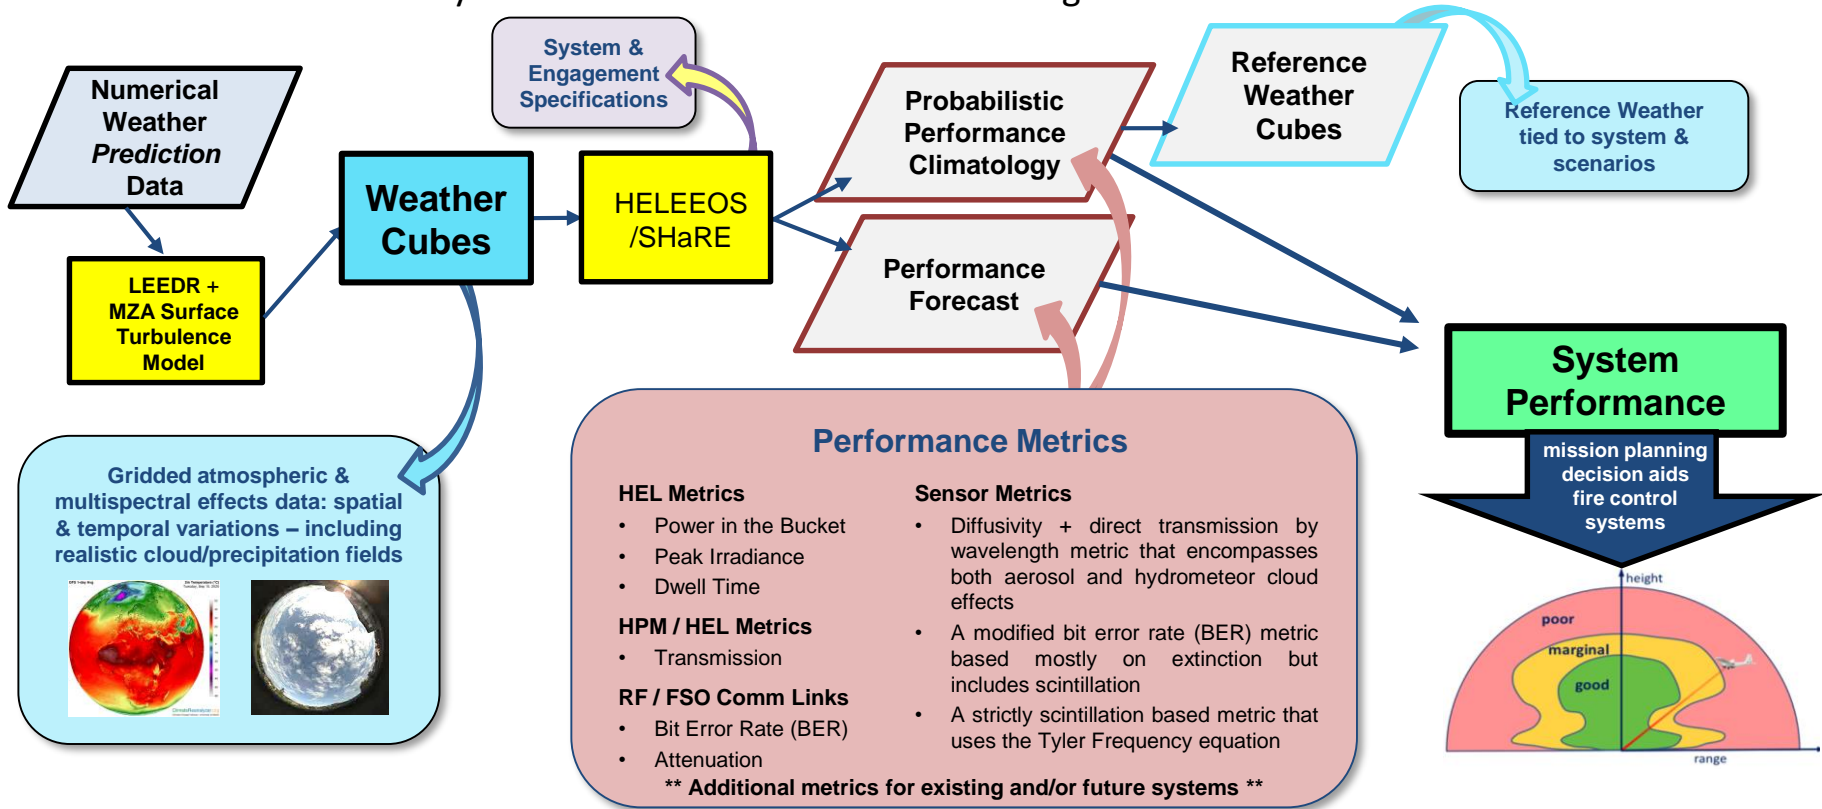 System &
Engagement
Specifications
Numerical
Weather
Prediction
Data
LEEDR +
MZA Surface
Turbulence
Model
Weather
Cubes
HELEEOS
/SHaRE
Probabilistic
Performance
Climatology
Performance
Forecast
Reference
Weather
Cubes
Reference Weather
tied to system &
scenarios
System
Performance
mission planning
decision aids
fire control
systems
Gridded atmospheric &
multispectral effects data: spatial
& temporal variations – including
realistic cloud/precipitation fields
Performance Metrics
HEL Metrics
• Power in the Bucket
• Peak Irradiance
• Dwell Time
HPM / HEL Metrics
• Transmission
RF / FSO Comm Links
• Bit Error Rate (BER)
• Attenuation
Sensor Metrics
• Diffusivity + direct transmission by
wavelength metric that encompasses
both aerosol and hydrometeor cloud
effects
• A modified bit error rate (BER) metric
based mostly on extinction but
includes scintillation
• A strictly scintillation based metric that
uses the Tyler Frequency equation
** Additional metrics for existing and/or future systems **
height
poor
marginal
good
range